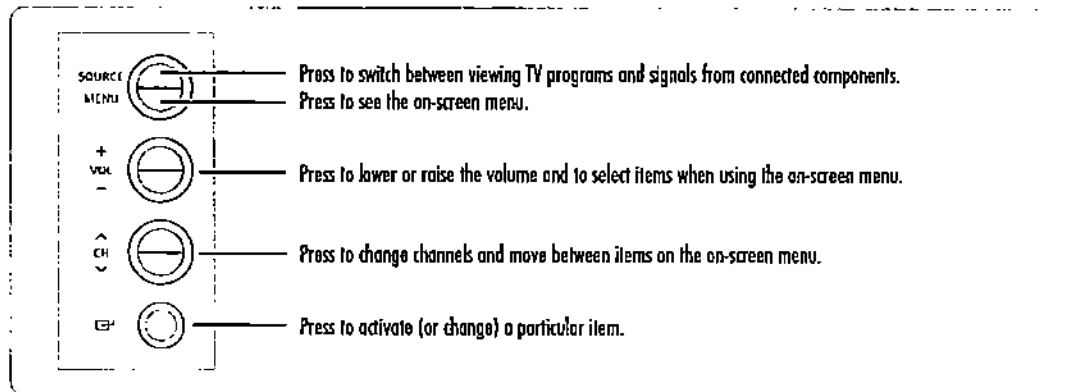 SOURCE
Press to switch between viewing TV programs and signals from connected components.
MENU
Press to see the on-screen menu.
+
VOL
−
Press to lower or raise the volume and to select items when using the on-screen menu.
CH
Press to change channels and move between items on the on-screen menu.
Press to activate (or change) a particular item.